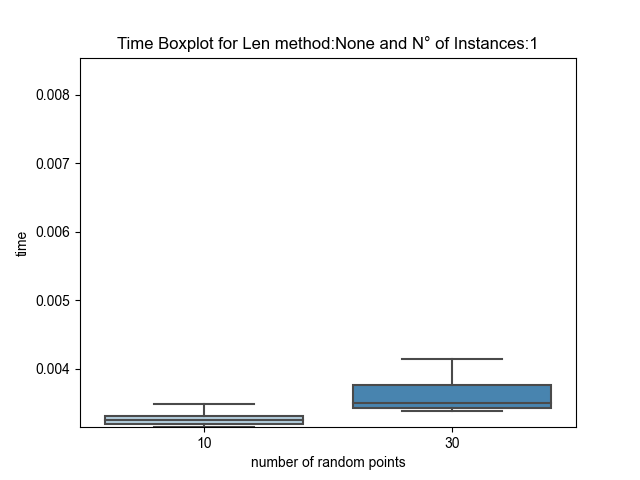 Time Boxplot for Len method:None and N° of Instances:1
0.008
0.007
0.006
0.005
0.004
time
10 30
number of random points